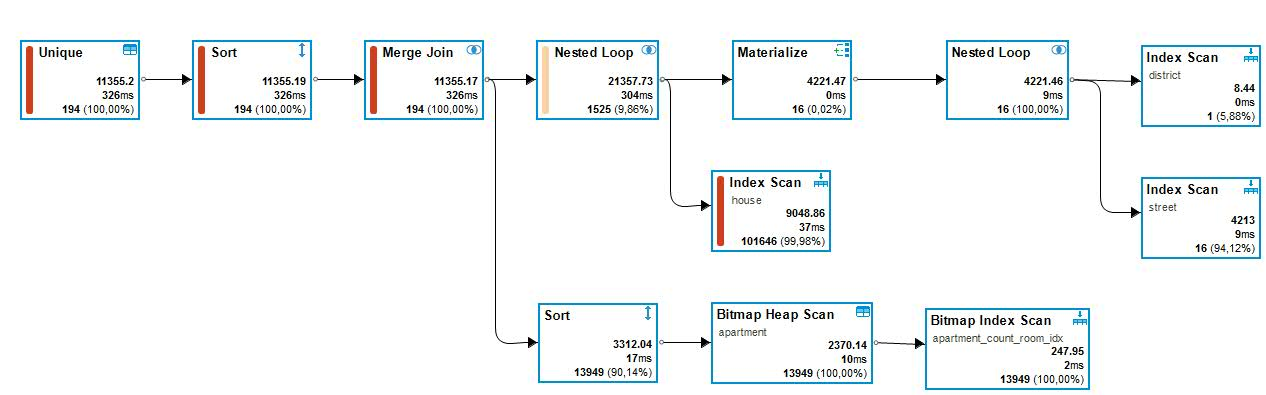 Unique
11355.2
326ms
194 (100,00%)
Sort
11355.19
326ms
194 (100,00%)
Merge Join
11355.17
326ms
194 (100,00%)
Nested Loop
21357.73
304ms
1525 (9,86%)
Materialize
4221.47
0ms
16 (0,02%)
Nested Loop
4221.46
9ms
16 (100,00%)
Index Scan
district
8.44
0ms
1 (5,88%)
Index Scan
house
9048.86
37ms
101646 (99,98%)
Index Scan
street
4213
9ms
16 (94,12%)
Sort
3312.04
17ms
13949 (90,14%)
Bitmap Heap Scan
apartment
2370.14
10ms
13949 (100,00%)
Bitmap Index Scan
apartment_count_room_idx
247.95
2ms
13949 (100,00%)